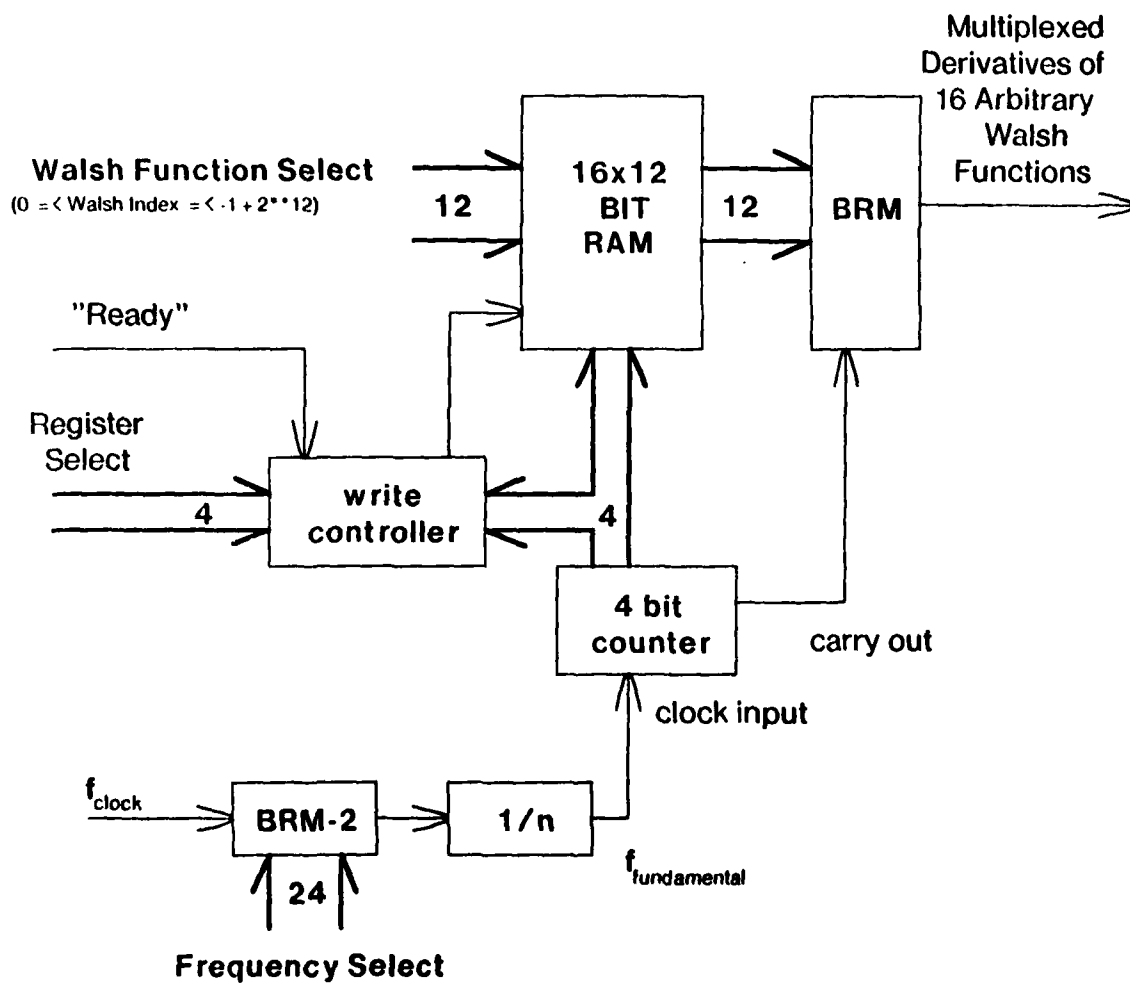 Multiplexed
Derivatives of
16 Arbitrary
Walsh
Functions
Walsh Function Select
(0 =< Walsh Index =< -1 + 2**12)
12
16x12
BIT
RAM
12
BRM
"Ready"
Register
Select
4
write
controller
4
4 bit
counter
carry out
clock input
fclock
BRM-2
1/n
ffundamental
24
Frequency Select